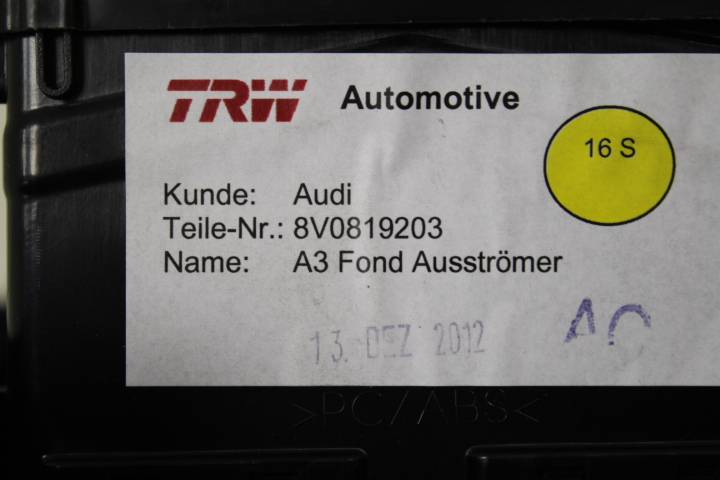 TRW Automotive
16 S
Kunde: Audi
Teile-Nr.: 8V0819203
Name: A3 Fond Ausströmer
13. DEZ 2012
>PC/ABS<